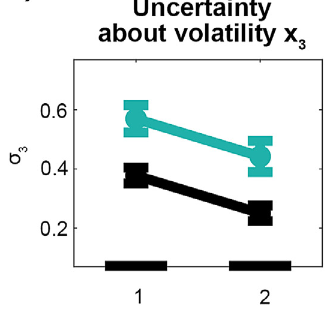 Uncertainty
about volatility x₃
0.6
0.4
0.2
σ₃
1 2